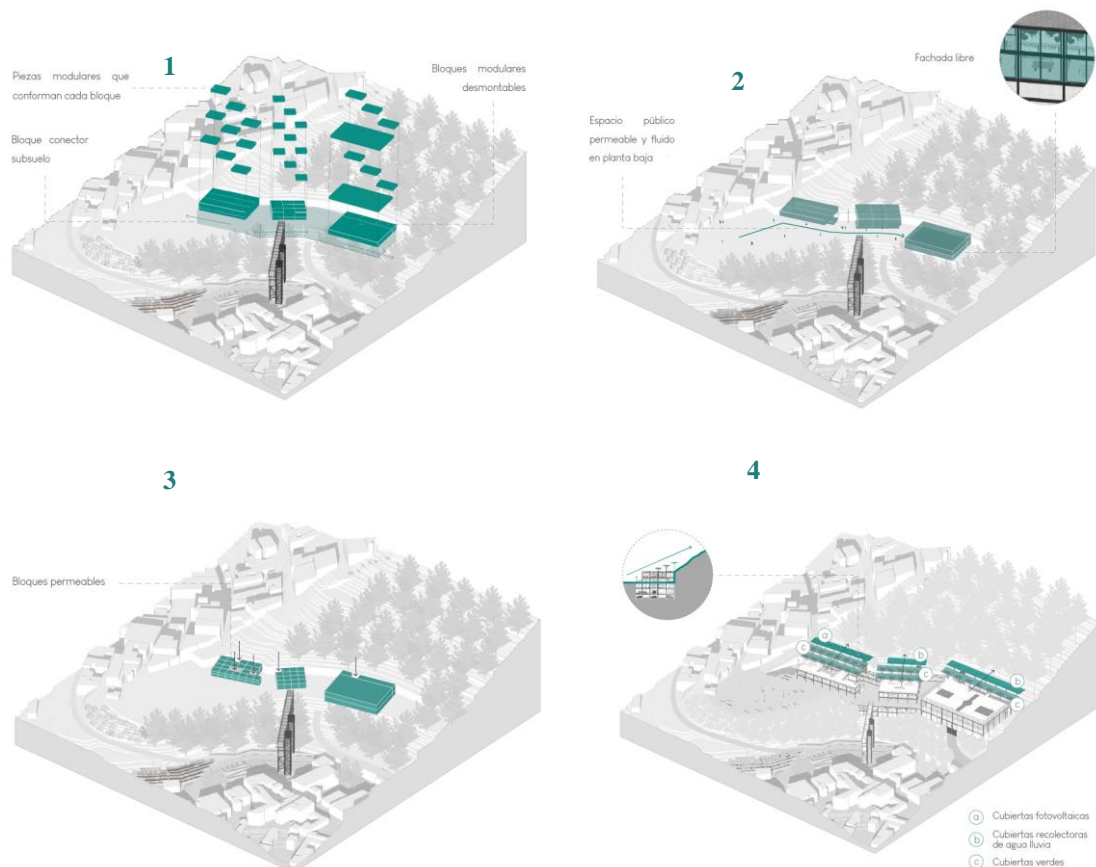 1
Piezas modulares que
conforman cada bloque
Bloque conector
subsuelo
Bloques modulares
desmontables
2
Fachada libre
Espacio público
permeable y fluido
en planta baja
3
Bloques permeables
4
a
c
b
c
b
c
a Cubiertas fotovoltaicas
b Cubiertas recolectoras
de agua lluvia
c Cubiertas verdes